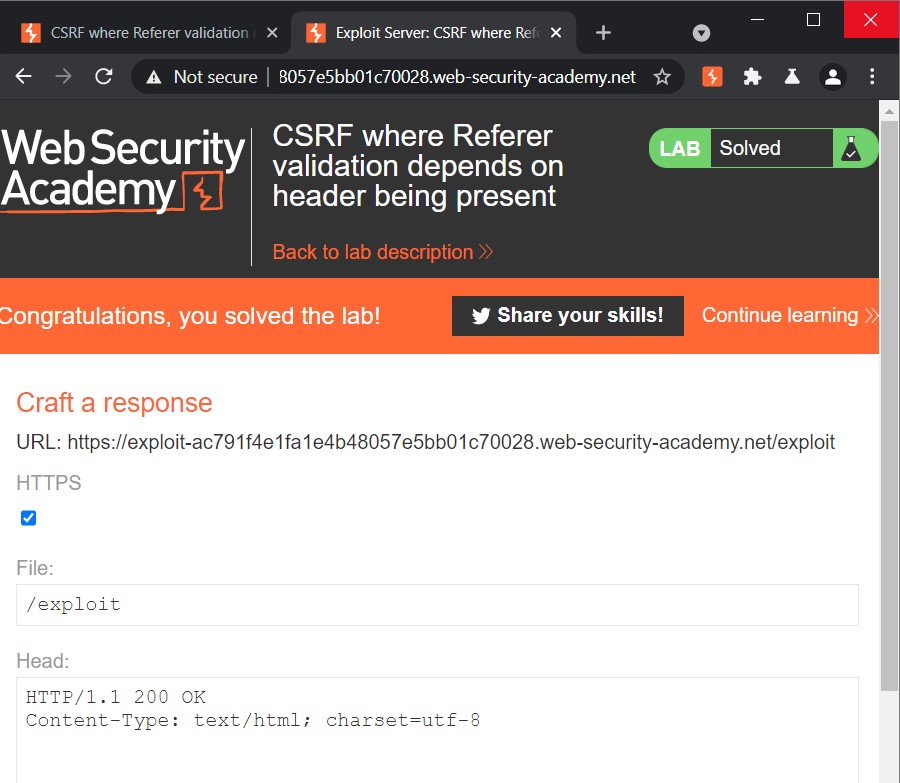 CSRF where Referer validation
Exploit Server: CSRF where Ref
Not secure
8057e5bb01c70028.web-security-academy.net
Web Security
Academy
CSRF where Referer
validation depends on
header being present
Back to lab description
LAB
Solved
Congratulations, you solved the lab!
Share your skills!
Continue learning
Craft a response
URL: https://exploit-ac791f4e1fa1e4b48057e5bb01c70028.web-security-academy.net/exploit
HTTPS
File:
/exploit
Head:
HTTP/1.1 200 OK
Content-Type: text/html; charset=utf-8